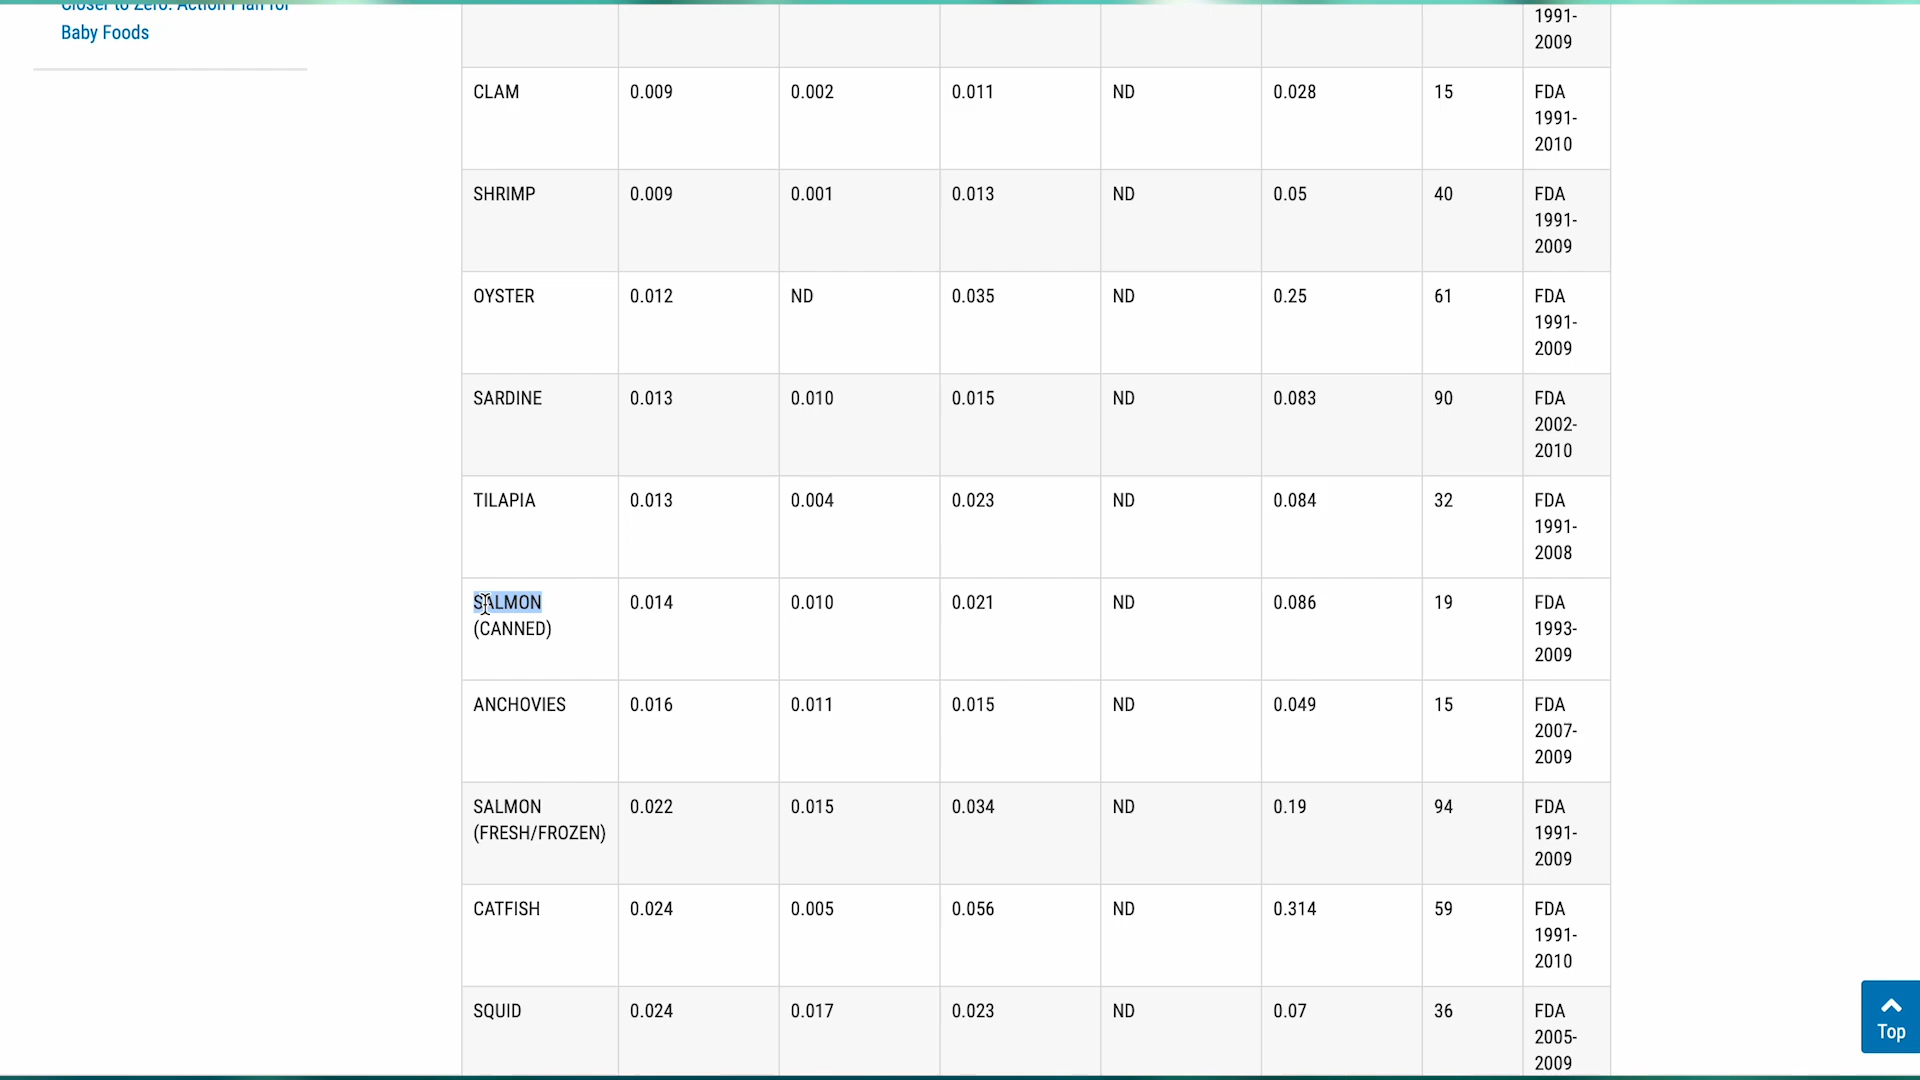 Closer to Zero: Action Plan for
Baby Foods
1991-
2009
CLAM 0.009 0.002 0.011 ND 0.028 15 FDA
1991-
2010
SHRIMP 0.009 0.001 0.013 ND 0.05 40 FDA
1991-
2009
OYSTER 0.012 ND 0.035 ND 0.25 61 FDA
1991-
2009
SARDINE 0.013 0.010 0.015 ND 0.083 90 FDA
2002-
2010
TILAPIA 0.013 0.004 0.023 ND 0.084 32 FDA
1991-
2008
SALMON 0.014 0.010 0.021 ND 0.086 19 FDA
(CANNED) 1993-
2009
ANCHOVIES 0.016 0.011 0.015 ND 0.049 15 FDA
2007-
2009
SALMON 0.022 0.015 0.034 ND 0.19 94 FDA
(FRESH/FROZEN) 1991-
2009
CATFISH 0.024 0.005 0.056 ND 0.314 59 FDA
1991-
2010
SQUID 0.024 0.017 0.023 ND 0.07 36 FDA
2005-
2009
Top